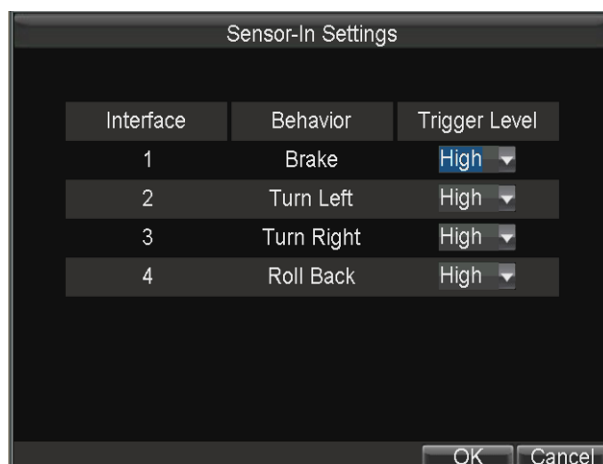 Sensor-In Settings
Interface Behavior Trigger Level
1 Brake High
2 Turn Left High
3 Turn Right High
4 Roll Back High
OK Cancel